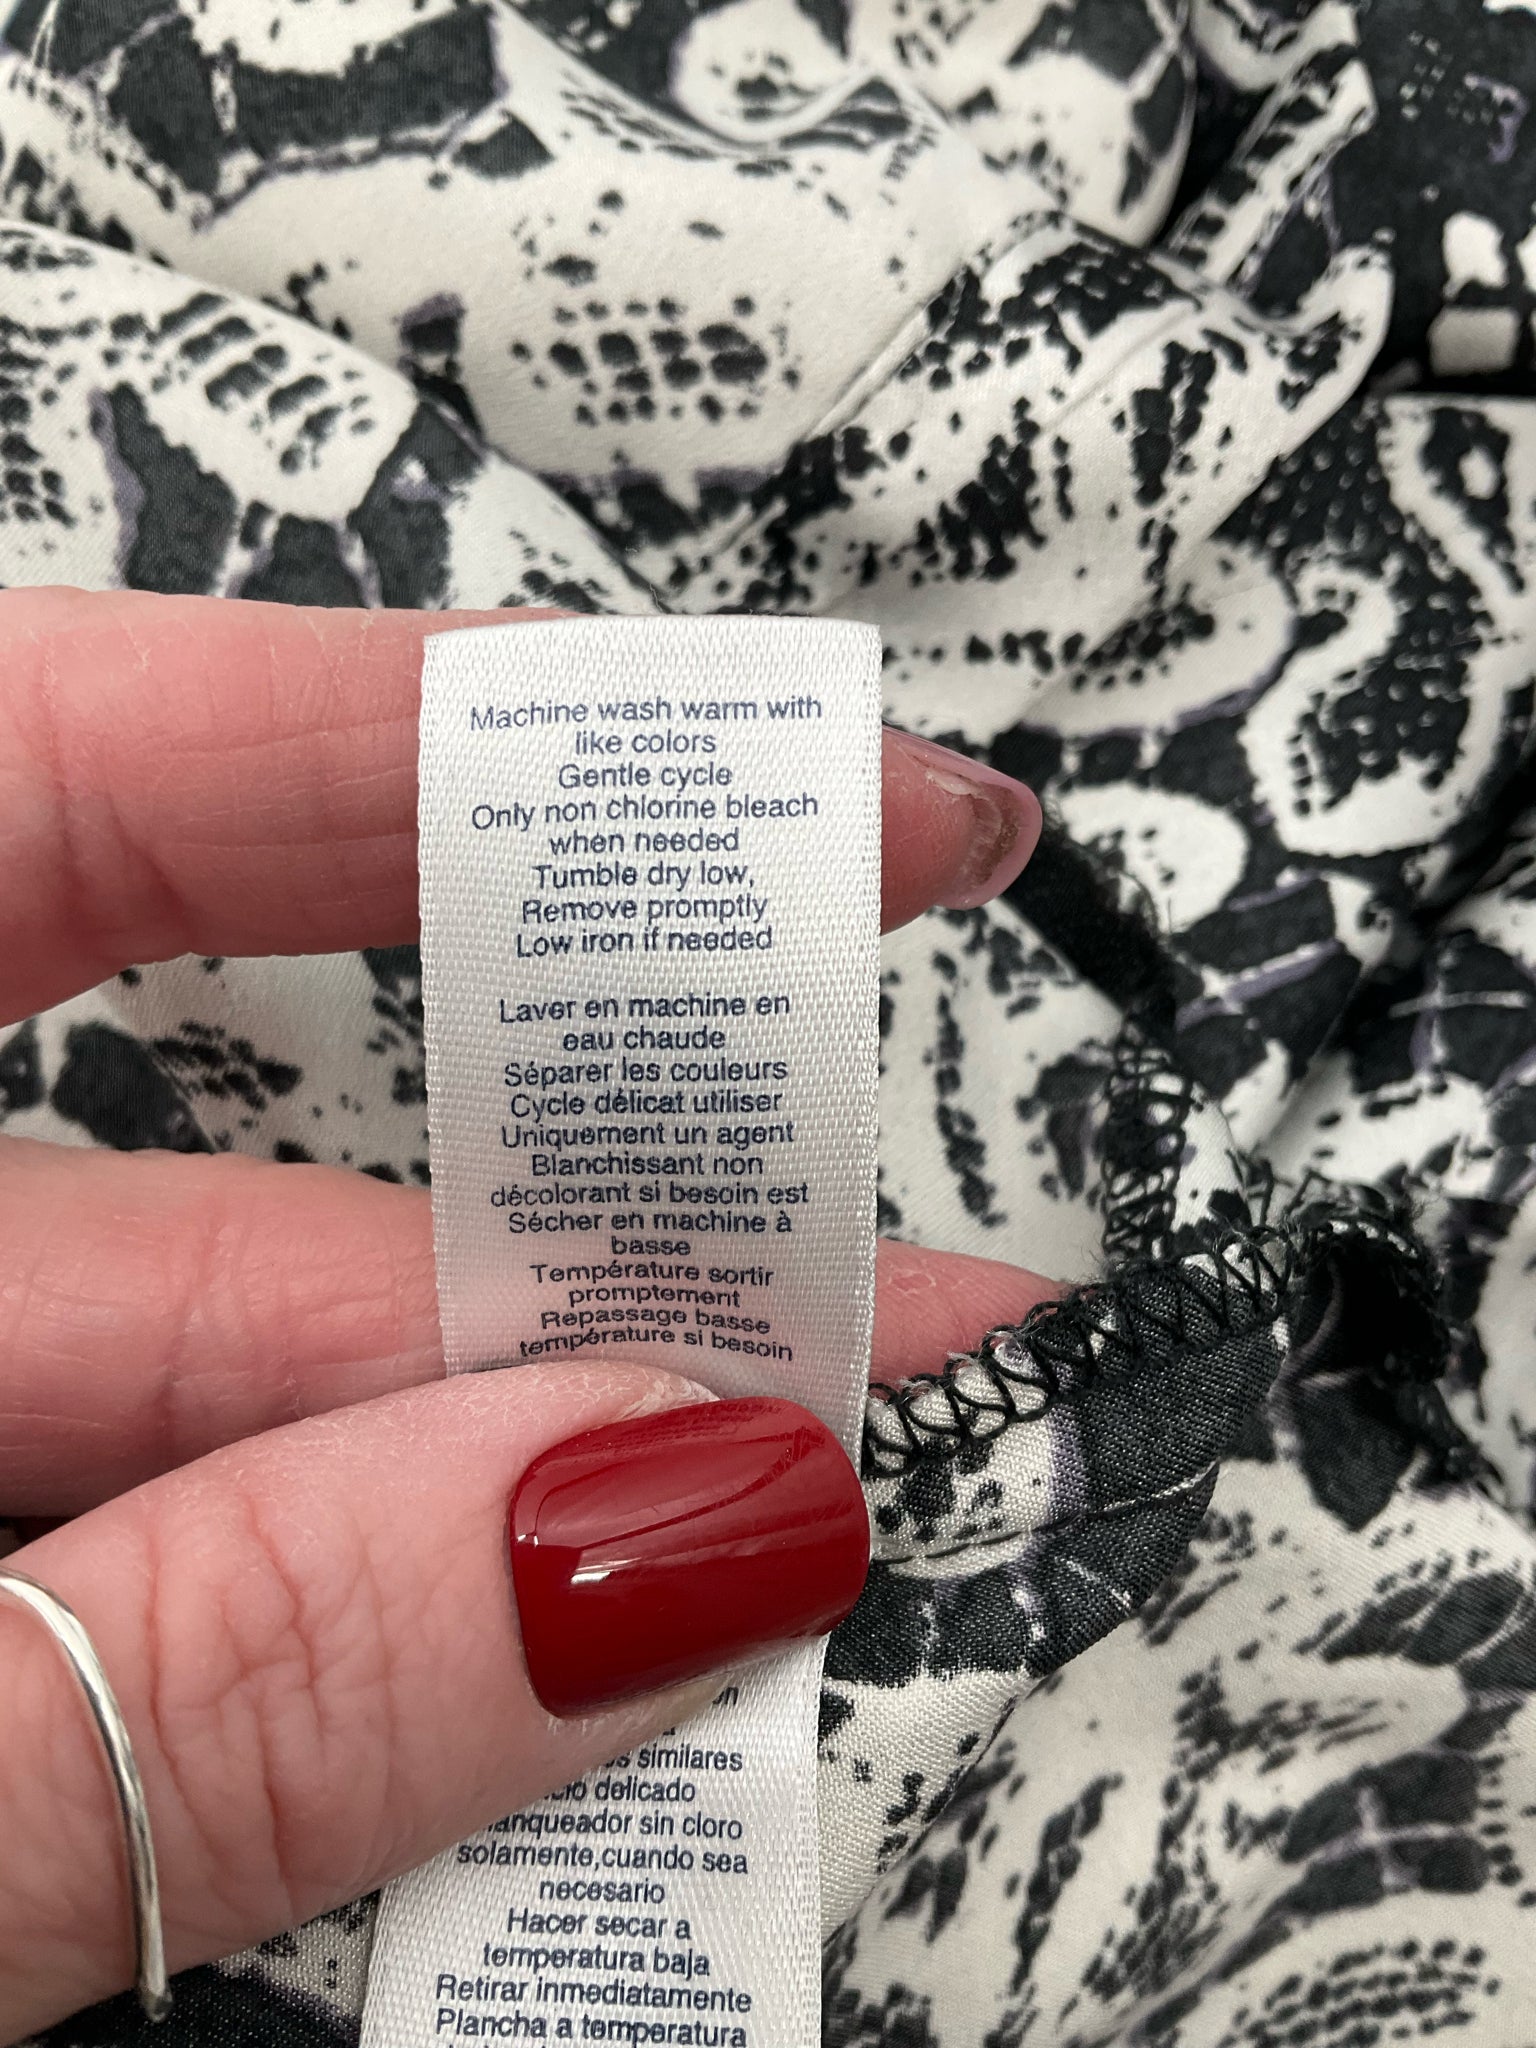 Machine wash warm with
like colors
Gentle cycle
Only non chlorine bleach
when needed
Tumble dry low,
Remove promptly
Low iron if needed
Laver en machine en
eau chaude
Séparer les couleurs
Cycle délicat utiliser
Uniquement un agent
Blanchissant non
décolorant si besoin est
Sécher en machine à
basse
Température sortir
promptement
Repassage basse
température si besoin
similares
delicado
sin cloro
solamente,cuando sea
necesario
Hacer secar a
temperatura baja
Retirar inmediatamente
Plancha a temperatura